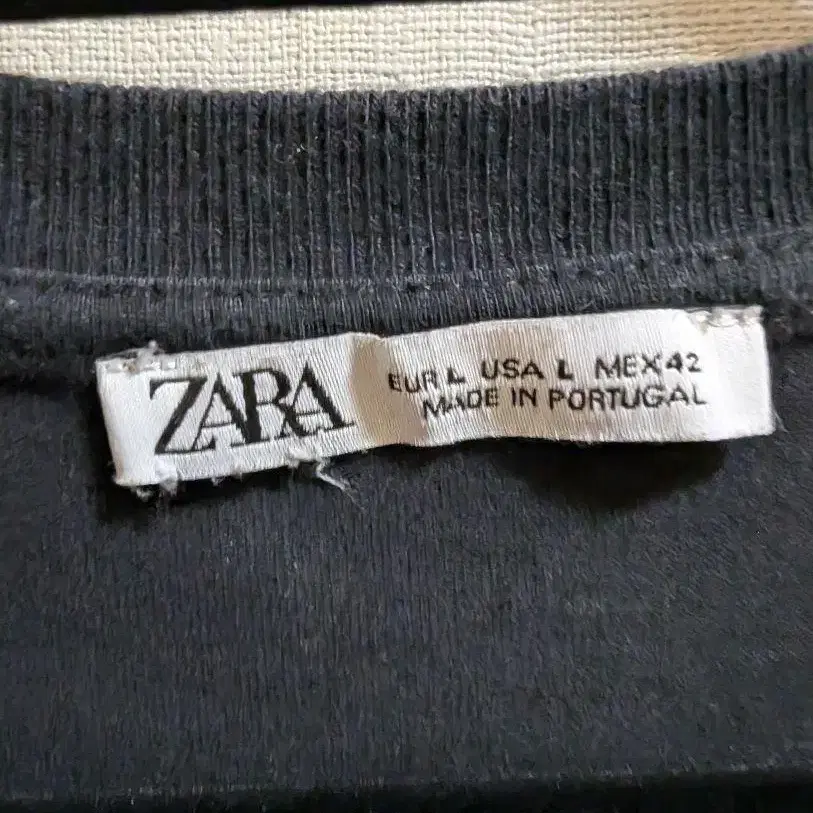 ZARA
EUR L USA L MEX 42
MADE IN PORTUGAL